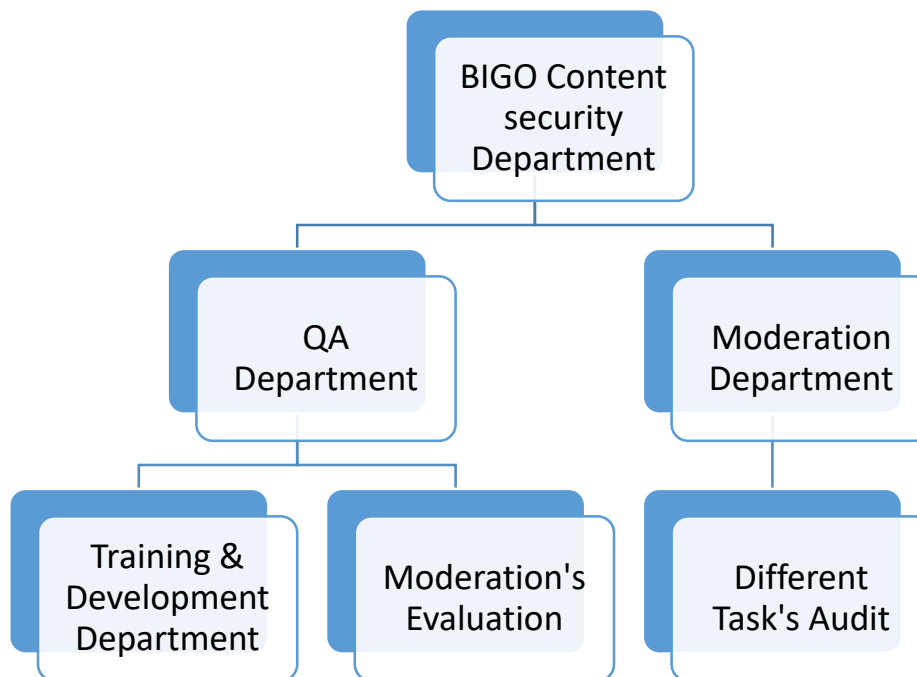 BIGO Content
security
Department
QA
Department
Moderation
Department
Training &
Development
Department
Moderation's
Evaluation
Different
Task's Audit